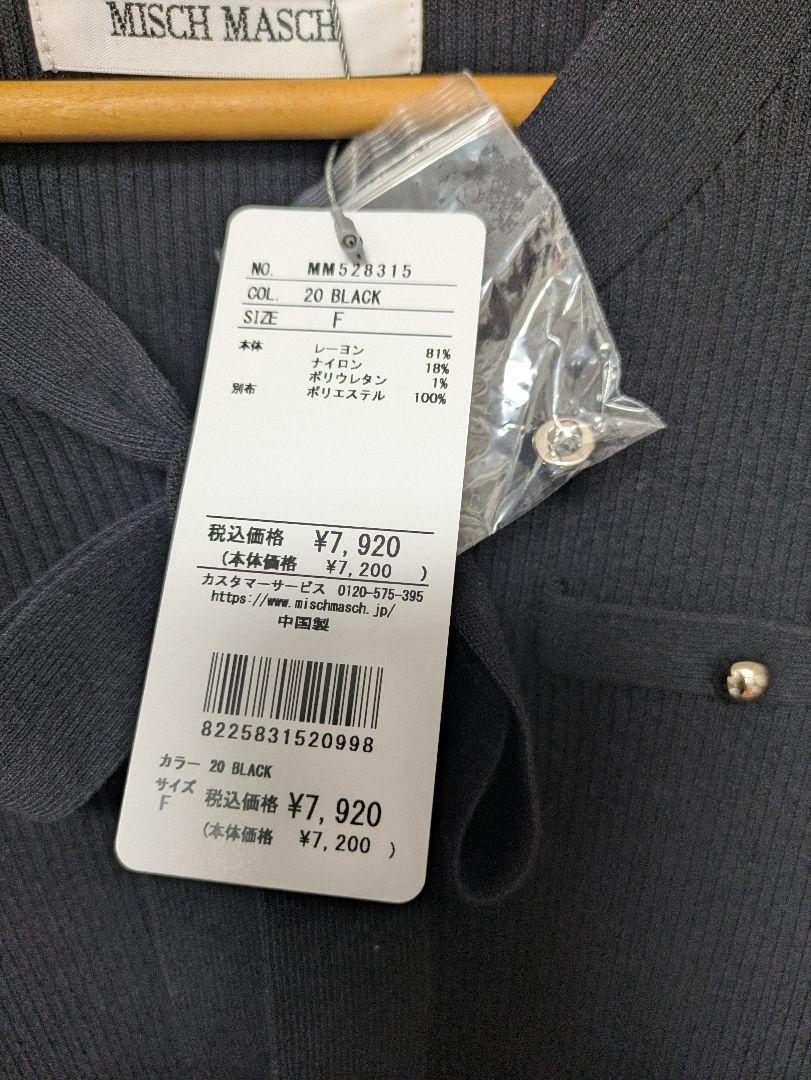 MISCH MASCH
NO. MM528315
COL. 20 BLACK
SIZE F
本体 レーヨン 81%
ナイロン 18%
ポリウレタン 1%
別布 ポリエステル 100%
税込価格 ¥7,920
(本体価格 ¥7,200 )
カスタマーサービス 0120-575-395
https://www.mischmasch.jp/
中国製
8225831520998
カラー 20 BLACK
サイズ
F 税込価格 ¥7,920
(本体価格 ¥7,200 )